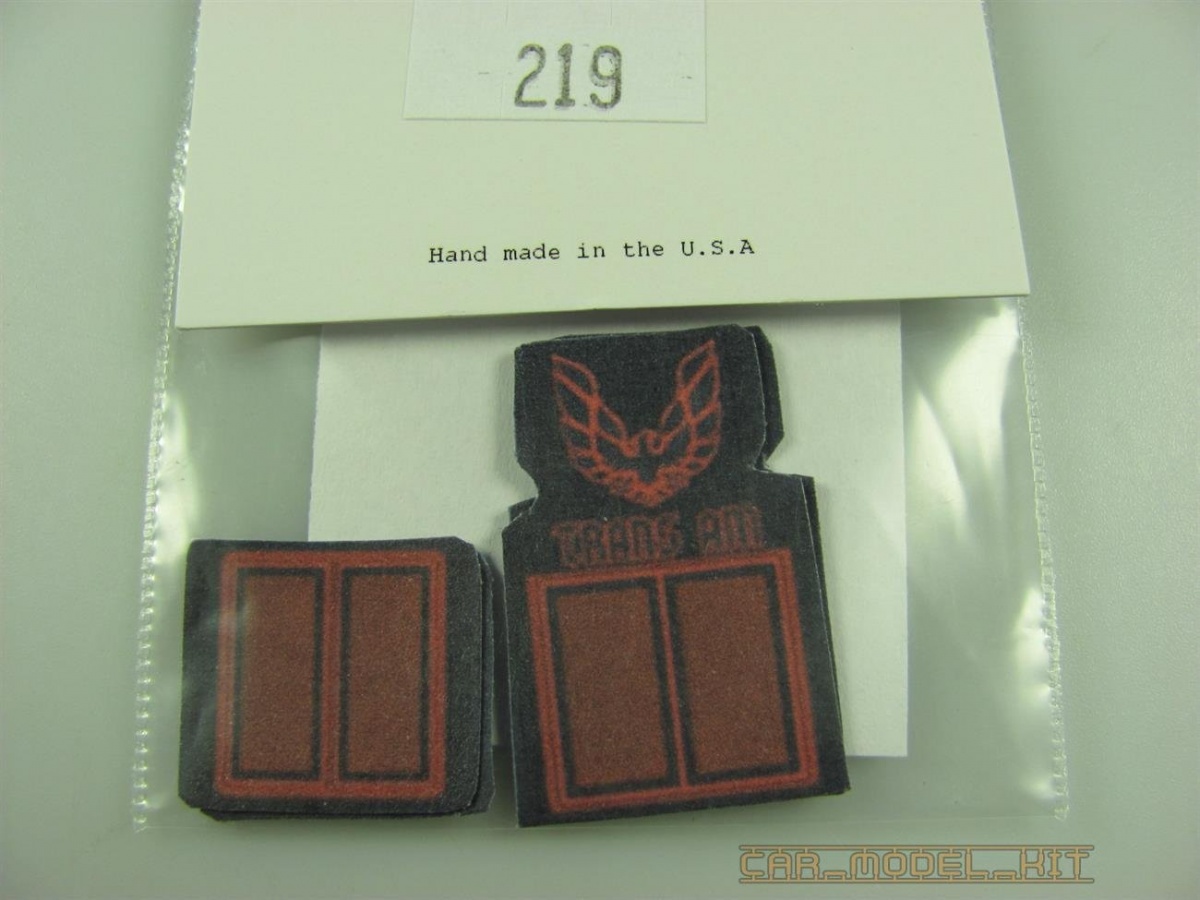 219
Hand made in the U.S.A
TRANS AM
CAR_MODEL_KIT